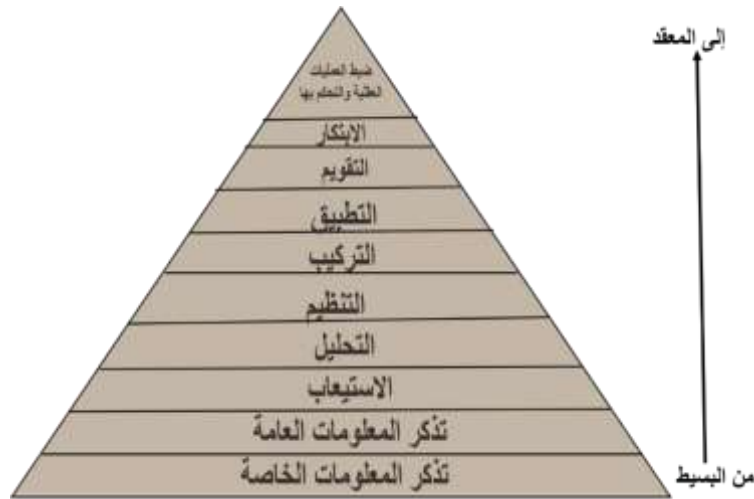 إلى المعقد
ضبط العمليات
العقلية والتحكم بها
الابتكار
التقويم
التطبيق
التركيب
التنظيم
التحليل
الاستيعاب
تذكر المعلومات العامة
تذكر المعلومات الخاصة
من البسيط